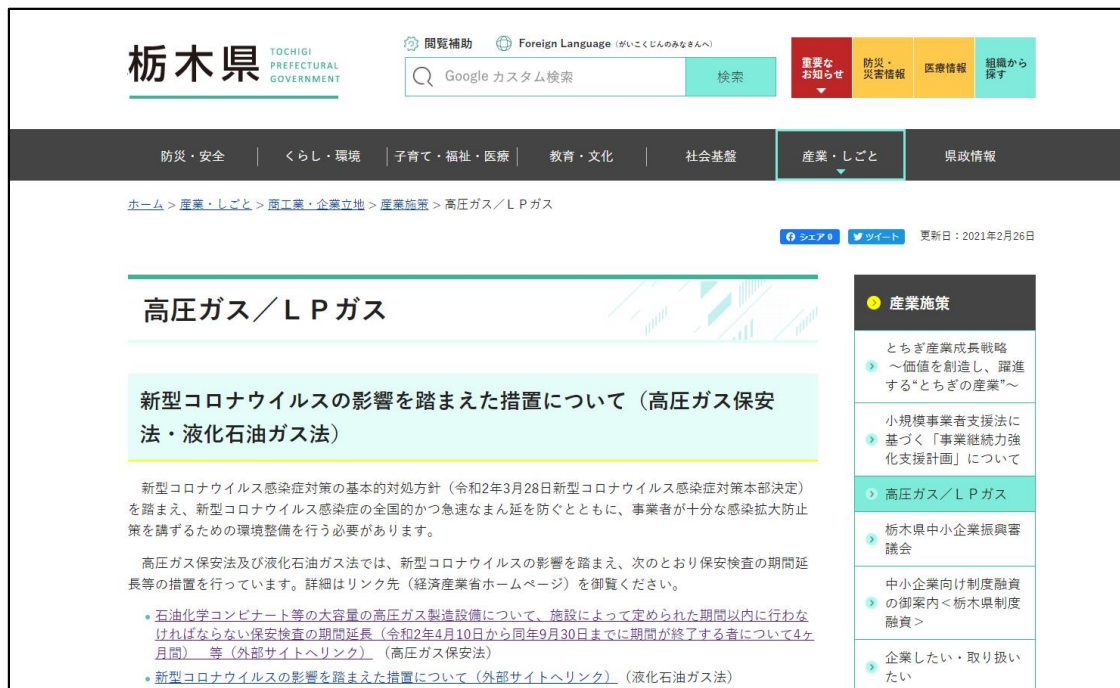 栃木県
TOCHIGI
PREFECTURAL
GOVERNMENT
閲覧補助
Foreign Language (がいこくじんのみなさんへ)
Google カスタム検索
検索
重要な
お知らせ
防災・
災害情報
医療情報
組織から
探す
防災・安全
くらし・環境
子育て・福祉・医療
教育・文化
社会基盤
産業・しごと
県政情報
ホーム > 産業・しごと > 商工業・企業立地 > 産業施策 > 高圧ガス／ＬＰガス
シェア 0
ツイート
更新日：2021年2月26日
高圧ガス／ＬＰガス
新型コロナウイルスの影響を踏まえた措置について（高圧ガス保安
法・液化石油ガス法）
新型コロナウイルス感染症対策の基本的対処方針（令和2年3月28日新型コロナウイルス感染症対策本部決定）
を踏まえ、新型コロナウイルス感染症の全国的かつ急速なまん延を防ぐとともに、事業者が十分な感染拡大防止
策を講ずるための環境整備を行う必要があります。
高圧ガス保安法及び液化石油ガス法では、新型コロナウイルスの影響を踏まえ、次のとおり保安検査の期間延
長等の措置を行っています。詳細はリンク先（経済産業省ホームページ）を御覧ください。
石油化学コンビナート等の大容量の高圧ガス製造設備について、施設によって定められた期間以内に行わな
ければならない保安検査の期間延長（令和2年4月10日から同年9月30日までに期間が終了する者について4ヶ
月間）　等（外部サイトへリンク）（高圧ガス保安法）
新型コロナウイルスの影響を踏まえた措置について（外部サイトへリンク）（液化石油ガス法）
産業施策
とちぎ産業成長戦略
～価値を創造し、躍進
する“とちぎの産業”～
小規模事業者支援法に
基づく「事業継続力強
化支援計画」について
高圧ガス／ＬＰガス
栃木県中小企業振興審
議会
中小企業向け制度融資
の御案内＜栃木県制度
融資＞
企業したい・取り扱い
たい